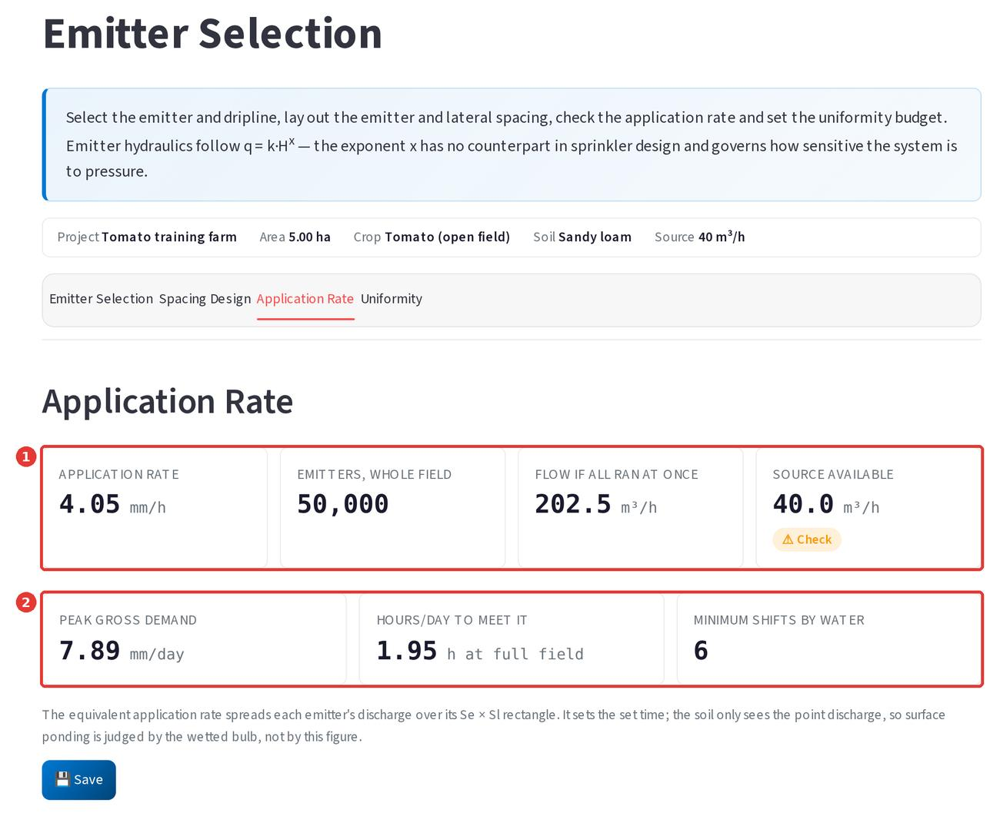 Emitter Selection
Select the emitter and dripline, lay out the emitter and lateral spacing, check the application rate and set the uniformity budget.
Emitter hydraulics follow q = k·Hˣ — the exponent x has no counterpart in sprinkler design and governs how sensitive the system is
to pressure.
Project Tomato training farm Area 5.00 ha Crop Tomato (open field) Soil Sandy loam Source 40 m³/h
Emitter Selection Spacing Design Application Rate Uniformity
Application Rate
1
APPLICATION RATE EMITTERS, WHOLE FIELD FLOW IF ALL RAN AT ONCE SOURCE AVAILABLE
4.05 mm/h 50,000 202.5 m³/h 40.0 m³/h
⚠ Check
2
PEAK GROSS DEMAND HOURS/DAY TO MEET IT MINIMUM SHIFTS BY WATER
7.89 mm/day 1.95 h at full field 6
The equivalent application rate spreads each emitter's discharge over its Se × Sl rectangle. It sets the set time; the soil only sees the point discharge, so surface
ponding is judged by the wetted bulb, not by this figure.
💾 Save